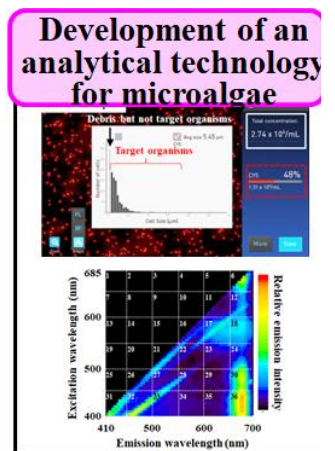 Development of an
analytical technology
for microalgae
Debris but not target organisms
Avg size 5.45 µm
Target organisms
Number of cells
Cell Size (µm)
Total concentration:
48%
More
Save
685
600
500
400
Excitation wavelength (nm)
1 2 3 4 5 6
7 8 9 10 11 12
13 14 15 16 17 18
19 20 21 22 23 24
25 26 27 28 29 30
31 32 33 34 35 36
410 500 600 700
Emission wavelength (nm)
Relative emission
intensity